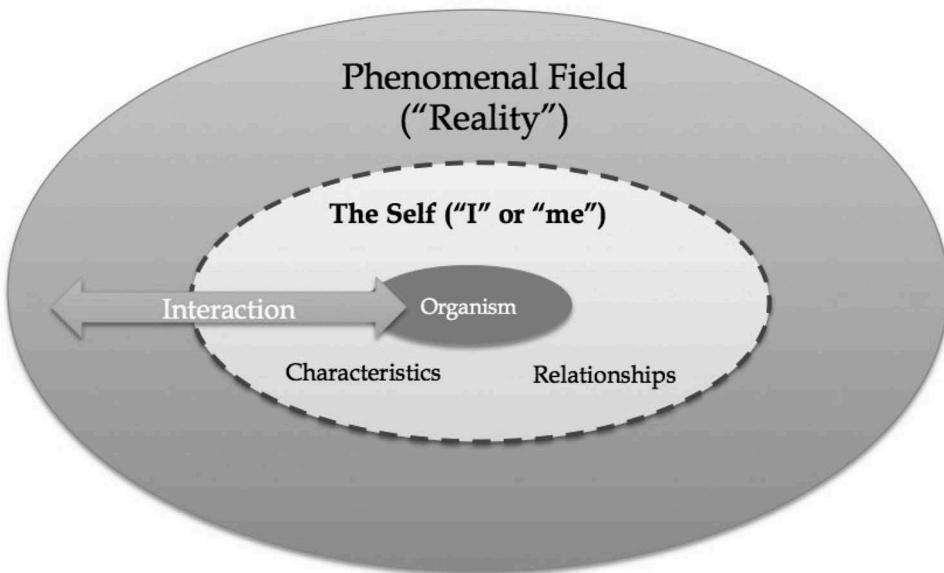 Phenomenal Field
(“Reality”)
The Self (“I” or “me”)
Interaction
Organism
Characteristics
Relationships